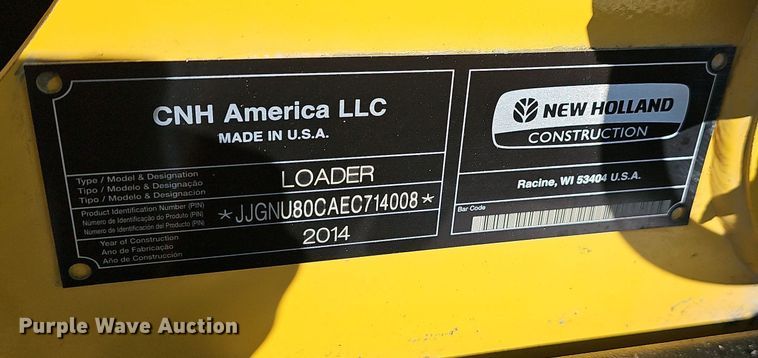 CNH America LLC
MADE IN U.S.A.
Type / Model & Designation
Tipo / Modelo & Designação
Tipo / Modelo & Designación
LOADER
Product Identification Number (PIN)
Número de Identificação do Produto (PIN)
Número de Identificación del Producto (PIN)
*JJGNU80CAEC714008*
Year of Construction
Ano de Fabricação
Año de Construcción
2014
NEW HOLLAND
CONSTRUCTION
Racine, WI 53404 U.S.A.
Bar Code
Purple Wave Auction